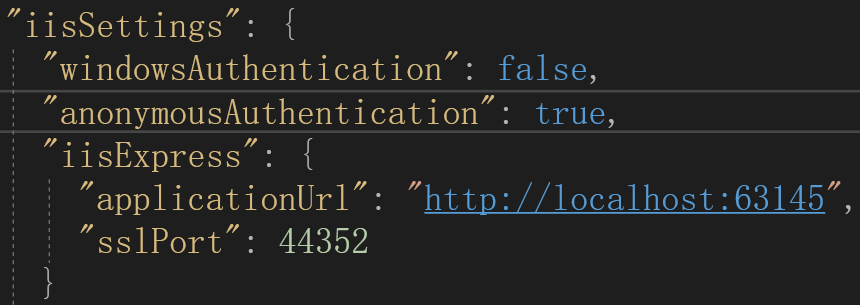 "iisSettings": {
"windowsAuthentication": false,
"anonymousAuthentication": true,
"iisExpress": {
"applicationUrl": "http://localhost:63145",
"sslPort": 44352
}